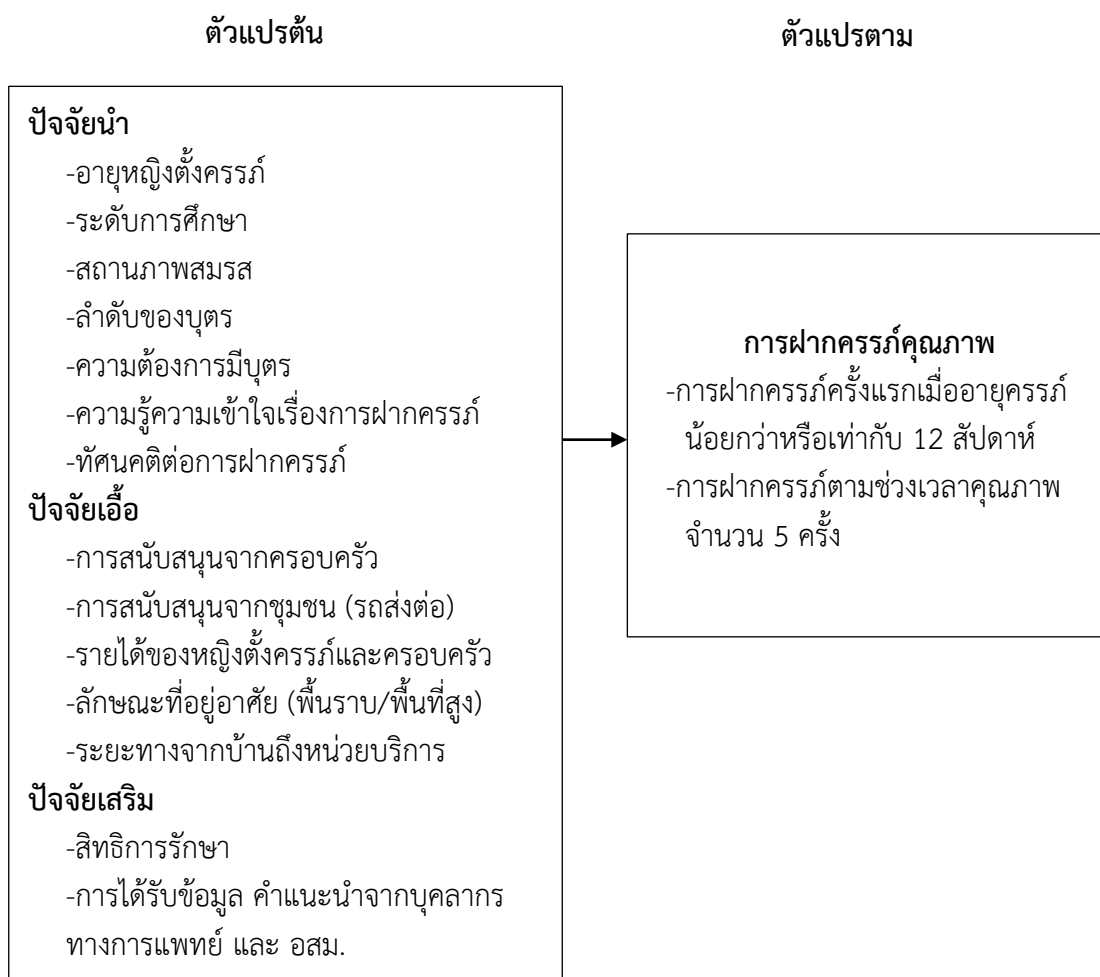 ตัวแปรต้น
ตัวแปรตาม
ปัจจัยนำ
-อายุหญิงตั้งครรภ์
-ระดับการศึกษา
-สถานภาพสมรส
-ลำดับของบุตร
-ความต้องการมีบุตร
-ความรู้ความเข้าใจเรื่องการฝากครรภ์
-ทัศนคติต่อการฝากครรภ์
ปัจจัยเอื้อ
-การสนับสนุนจากครอบครัว
-การสนับสนุนจากชุมชน (รถส่งต่อ)
-รายได้ของหญิงตั้งครรภ์และครอบครัว
-ลักษณะที่อยู่อาศัย (พื้นราบ/พื้นที่สูง)
-ระยะทางจากบ้านถึงหน่วยบริการ
ปัจจัยเสริม
-สิทธิการรักษา
-การได้รับข้อมูล คำแนะนำจากบุคลากร
ทางการแพทย์ และ อสม.
การฝากครรภ์คุณภาพ
-การฝากครรภ์ครั้งแรกเมื่ออายุครรภ์
น้อยกว่าหรือเท่ากับ 12 สัปดาห์
-การฝากครรภ์ตามช่วงเวลาคุณภาพ
จำนวน 5 ครั้ง